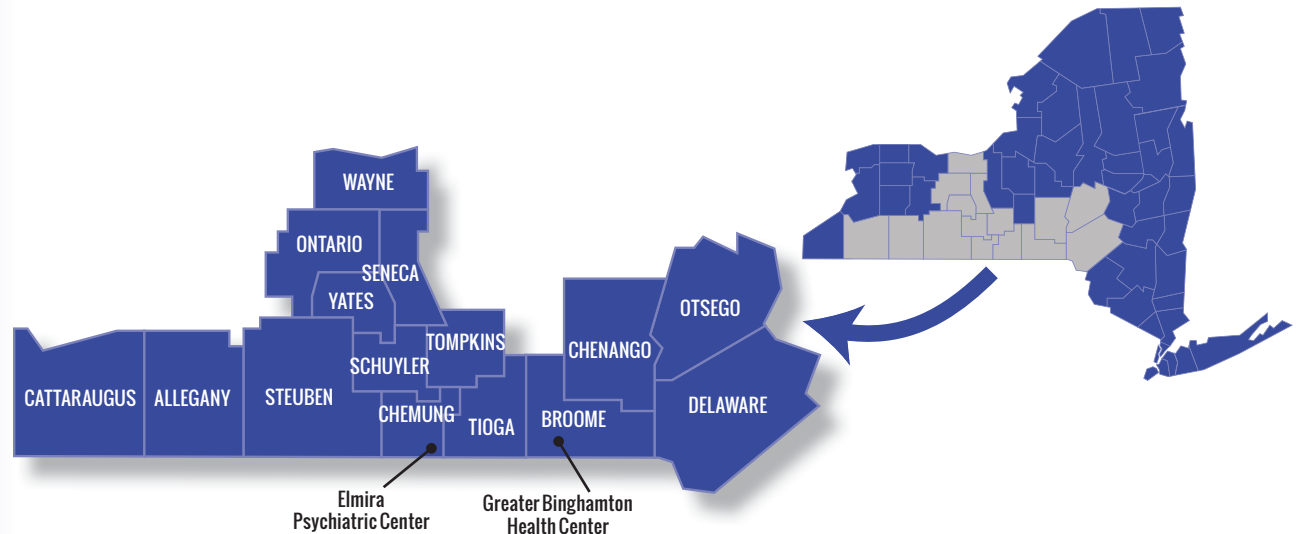 WAYNE
ONTARIO
SENECA
YATES
OTSEGO
TOMPKINS
CHENANGO
SCHUYLER
CATTARAUGUS
ALLEGANY
STEUBEN
DELAWARE
CHEMUNG
TIOGA
BROOME
Elmira
Psychiatric Center
Greater Binghamton
Health Center